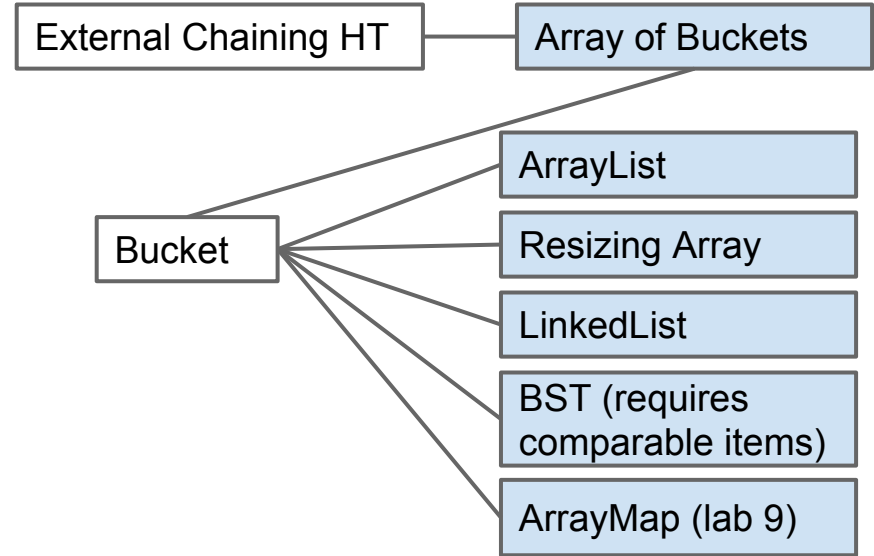 External Chaining HT
Array of Buckets
ArrayList
Bucket
Resizing Array
LinkedList
BST (requires
comparable items)
ArrayMap (lab 9)